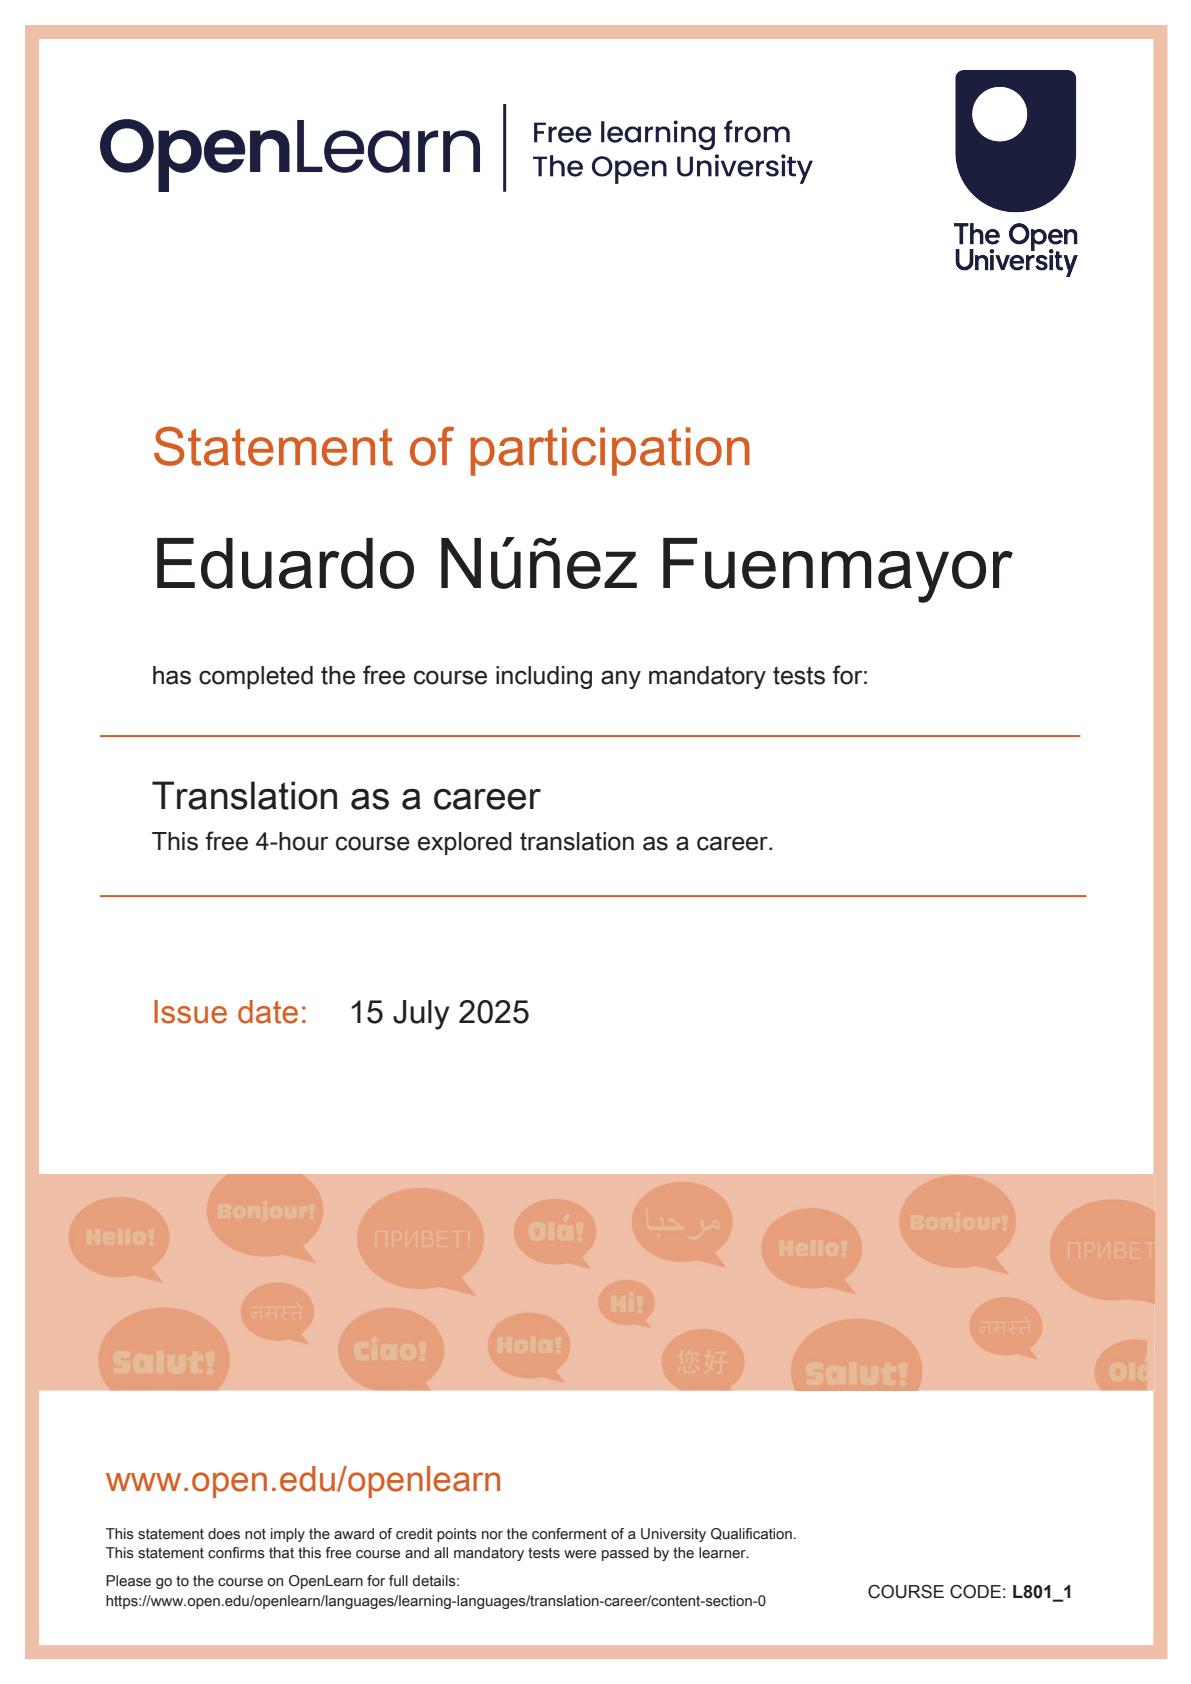 OpenLearn
Free learning from
The Open University
The Open
University
Statement of participation
Eduardo Núñez Fuenmayor
has completed the free course including any mandatory tests for:
Translation as a career
This free 4-hour course explored translation as a career.
Issue date: 15 July 2025
Hello!
Bonjour!
ПРИВЕТ!
Olá!
مرحبا
Hello!
Bonjour!
ПРИВЕТ
Salut!
नमस्ते
Ciao!
Hola!
Hi!
您好
Salut!
नमस्ते
Olá
www.open.edu/openlearn
This statement does not imply the award of credit points nor the conferment of a University Qualification.
This statement confirms that this free course and all mandatory tests were passed by the learner.
Please go to the course on OpenLearn for full details:
https://www.open.edu/openlearn/languages/learning-languages/translation-career/content-section-0
COURSE CODE: L801_1